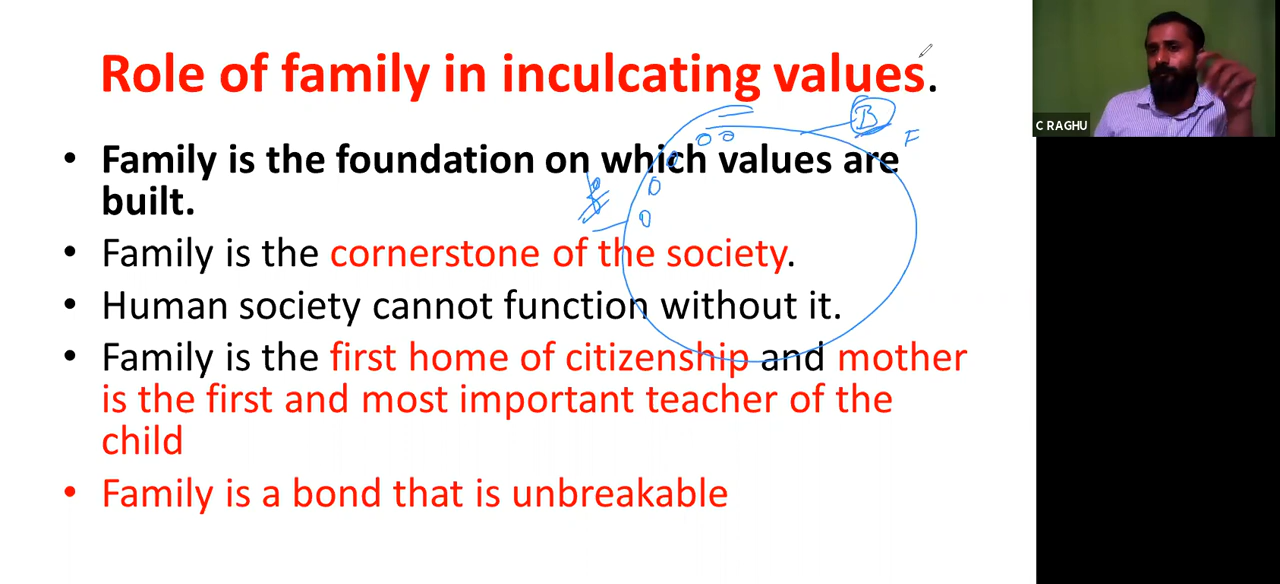 Role of family in inculcating values.
C RAGHU
B
F
• Family is the foundation on which values are
built.
• Family is the cornerstone of the society.
• Human society cannot function without it.
• Family is the first home of citizenship and mother
is the first and most important teacher of the
child
• Family is a bond that is unbreakable